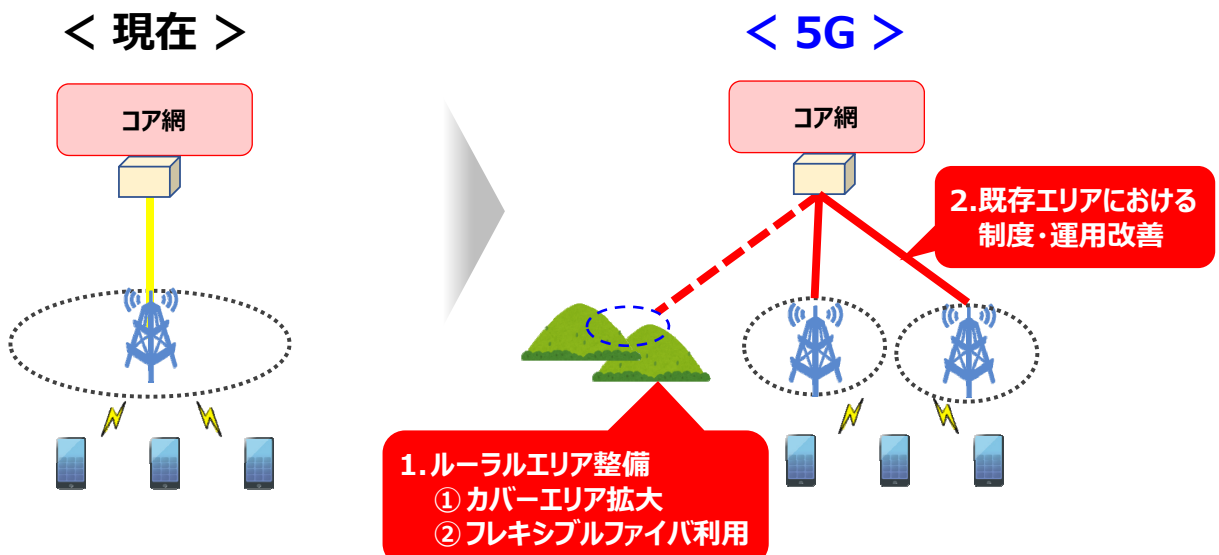 ＜ 現在 ＞
＜ 5G ＞
コア網
コア網
2.既存エリアにおける
制度・運用改善
1.ルーラルエリア整備
① カバーエリア拡大
② フレキシブルファイバ利用